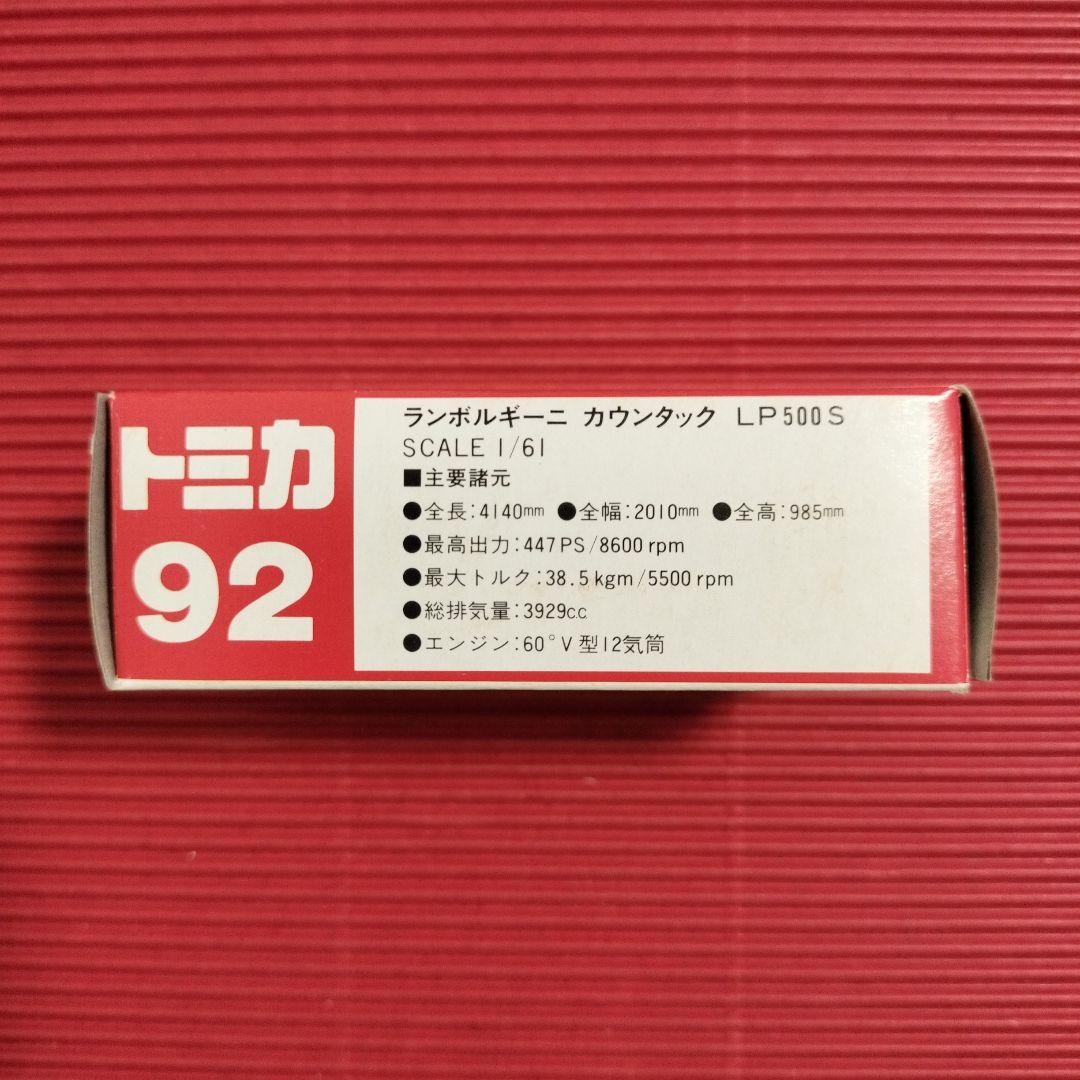 トミカ
92
ランボルギーニ カウンタック LP500S
SCALE 1/61
■主要諸元
●全長:4140mm ●全幅:2010mm ●全高:985mm
●最高出力:447PS/8600rpm
●最大トルク:38.5kgm/5500rpm
●総排気量:3929cc
●エンジン:60°V型12気筒